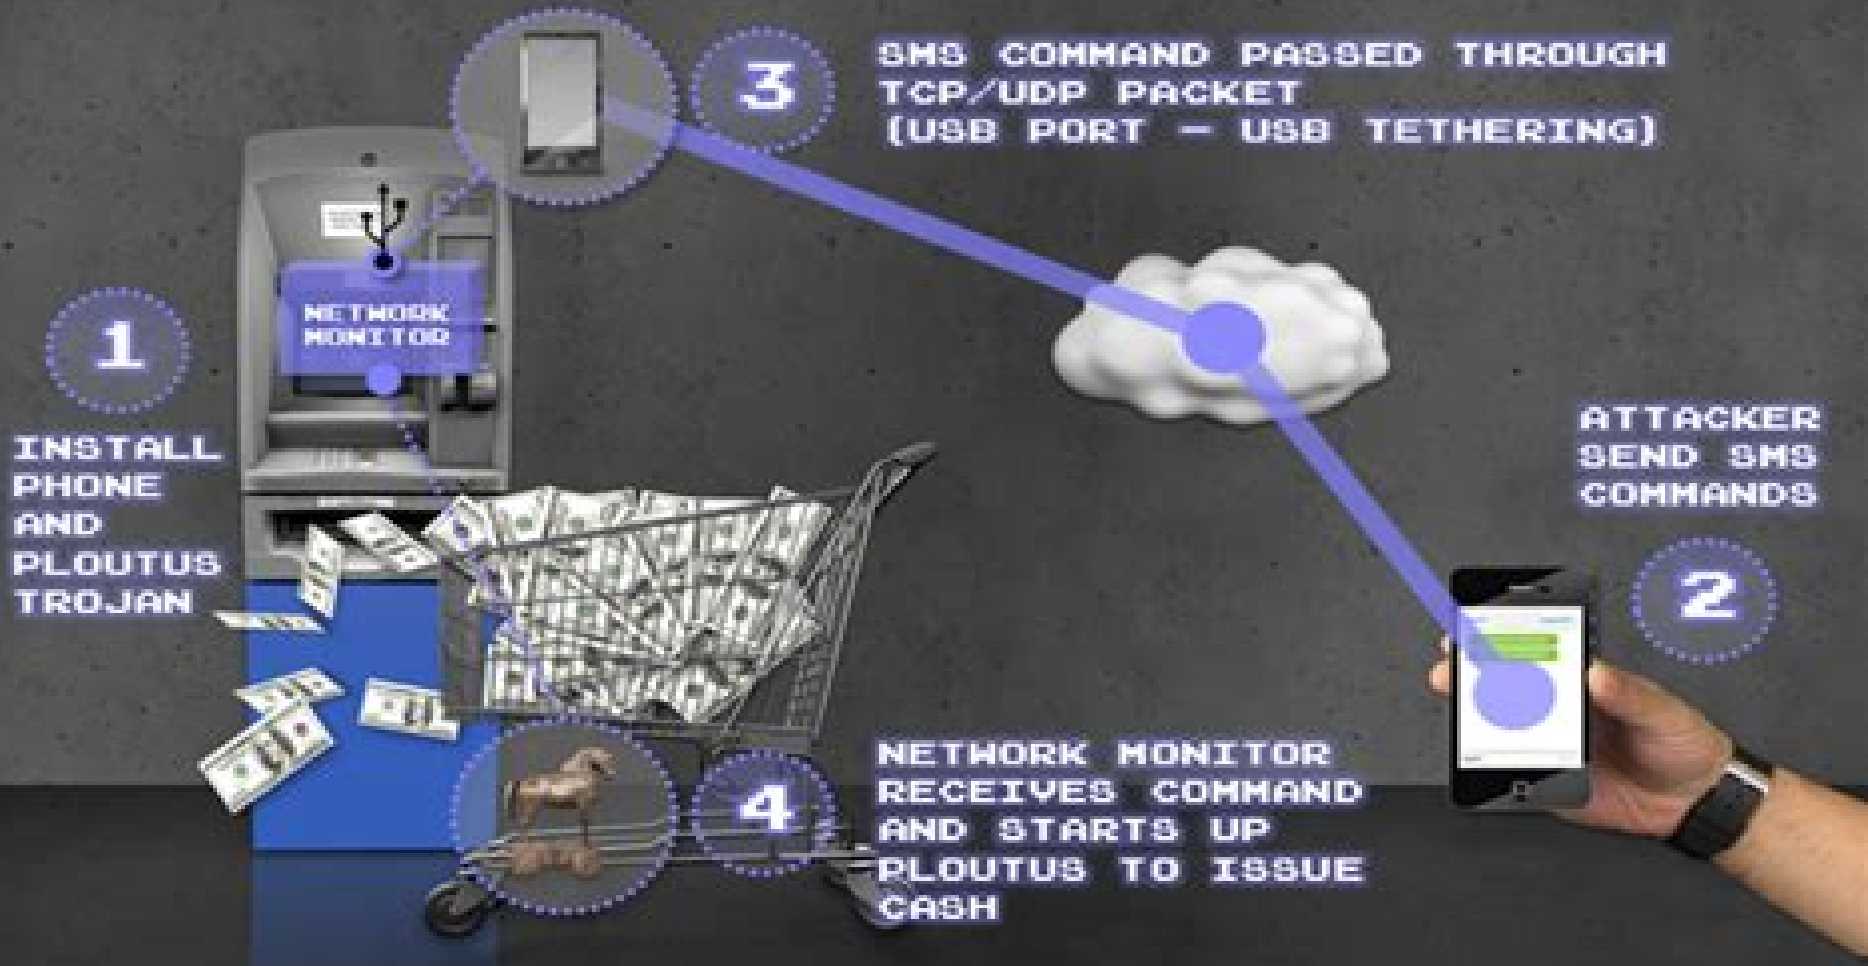 3
SMS COMMAND PASSED THROUGH
TCP/UDP PACKET
(USB PORT - USB TETHERING)
NETWORK
MONITOR
1
INSTALL
PHONE
AND
PLOUTUS
TROJAN
ATTACKER
SEND SMS
COMMANDS
2
4
NETWORK MONITOR
RECEIVES COMMAND
AND STARTS UP
PLOUTUS TO ISSUE
CASH